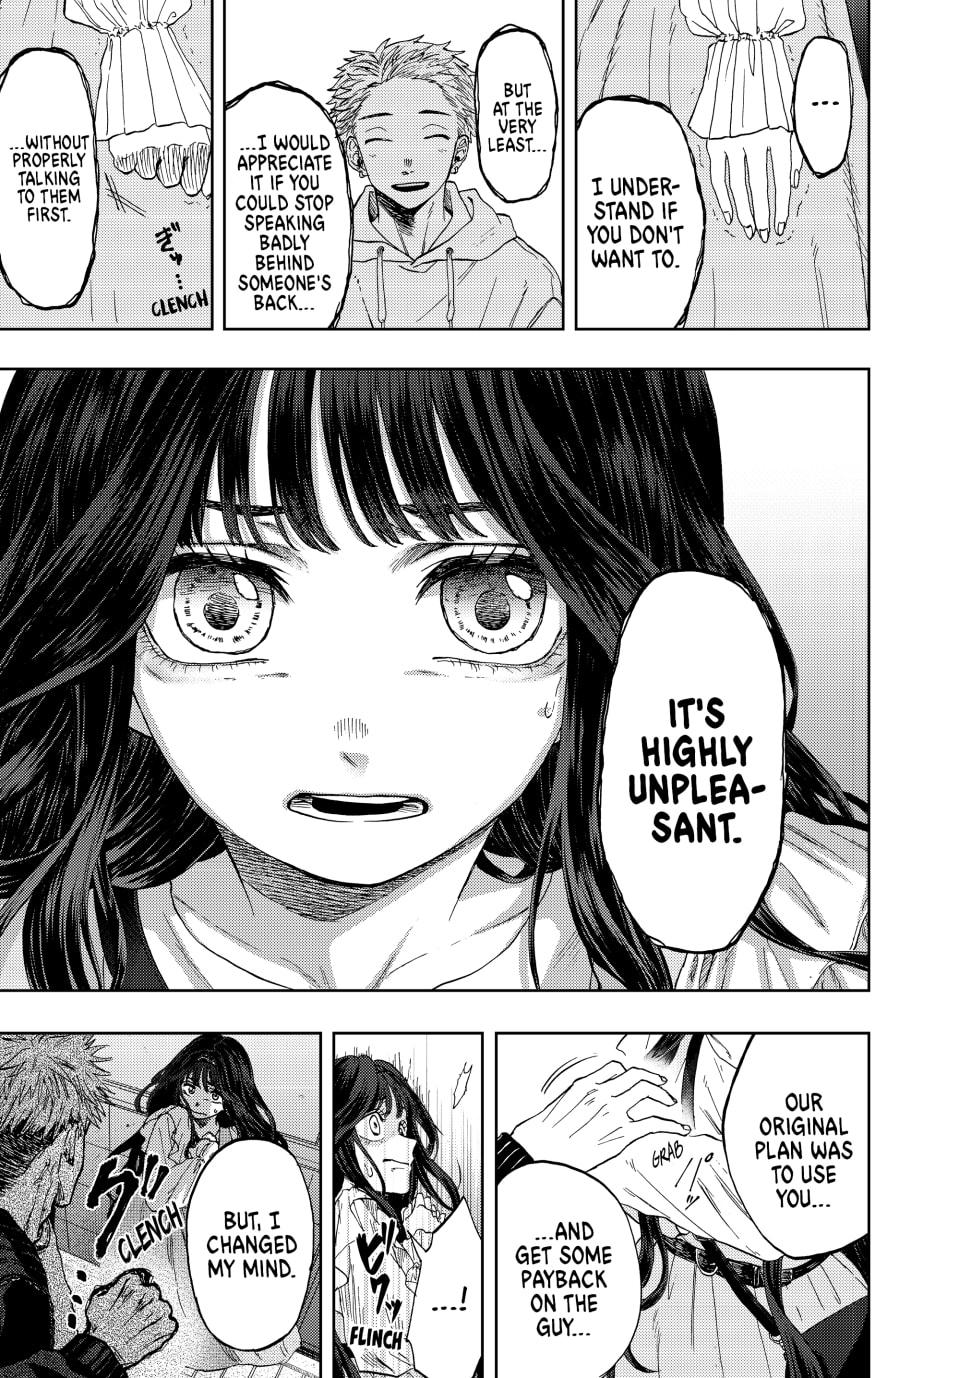 ...
I UNDER-
STAND IF
YOU DON'T
WANT TO.
BUT
AT THE
VERY
LEAST...
...I WOULD
APPRECIATE
IT IF YOU
COULD STOP
SPEAKING
BADLY
BEHIND
SOMEONE'S
BACK...
...WITHOUT
PROPERLY
TALKING
TO THEM
FIRST.
ぎゅ…
CLENCH
IT'S
HIGHLY
UNPLEA-
SANT.
OUR
ORIGINAL
PLAN WAS
TO USE
YOU...
GRAB
...AND
GET SOME
PAYBACK
ON THE
GUY...
....!
ビクッ
FLINCH
BUT, I
CHANGED
MY MIND.
CLENCH